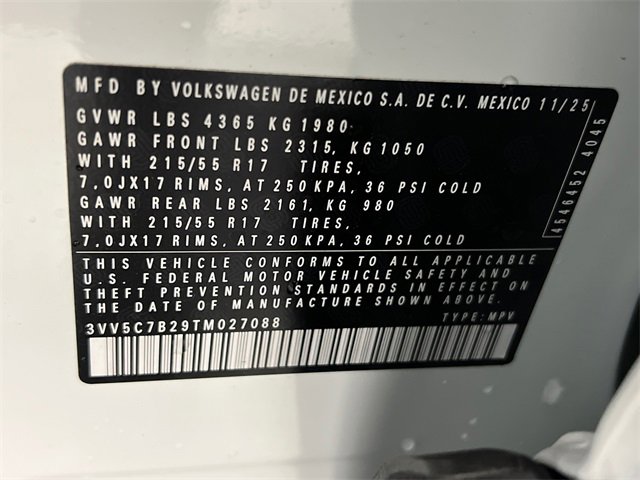 MFD BY VOLKSWAGEN DE MEXICO S.A. DE C.V. MEXICO 11/25
GVWR LBS 4365 KG 1980
GAWR FRONT LBS 2315, KG 1050
WITH 215/55 R17 TIRES,
7,0JX17 RIMS, AT 250 KPA, 36 PSI COLD
GAWR REAR LBS 2161, KG 980
WITH 215/55 R17 TIRES,
7,0JX17 RIMS, AT 250 KPA, 36 PSI COLD
4546452 4045
THIS VEHICLE CONFORMS TO ALL APPLICABLE
U.S. FEDERAL MOTOR VEHICLE SAFETY AND
THEFT PREVENTION STANDARDS IN EFFECT ON
THE DATE OF MANUFACTURE SHOWN ABOVE.
3VV5C7B29TM027088 TYPE: MPV